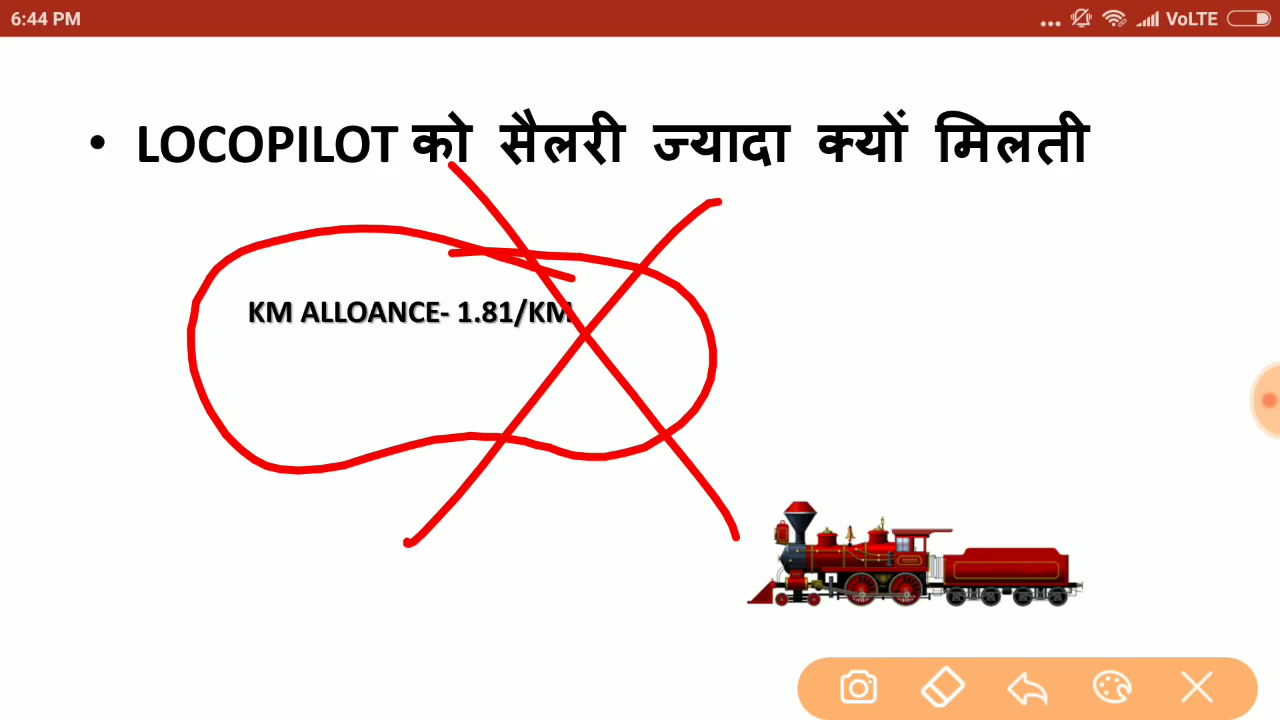 6:44 PM
... VoLTE
• LOCOPILOT को सैलरी ज्यादा क्यों मिलती
KM ALLOANCE- 1.81/KM